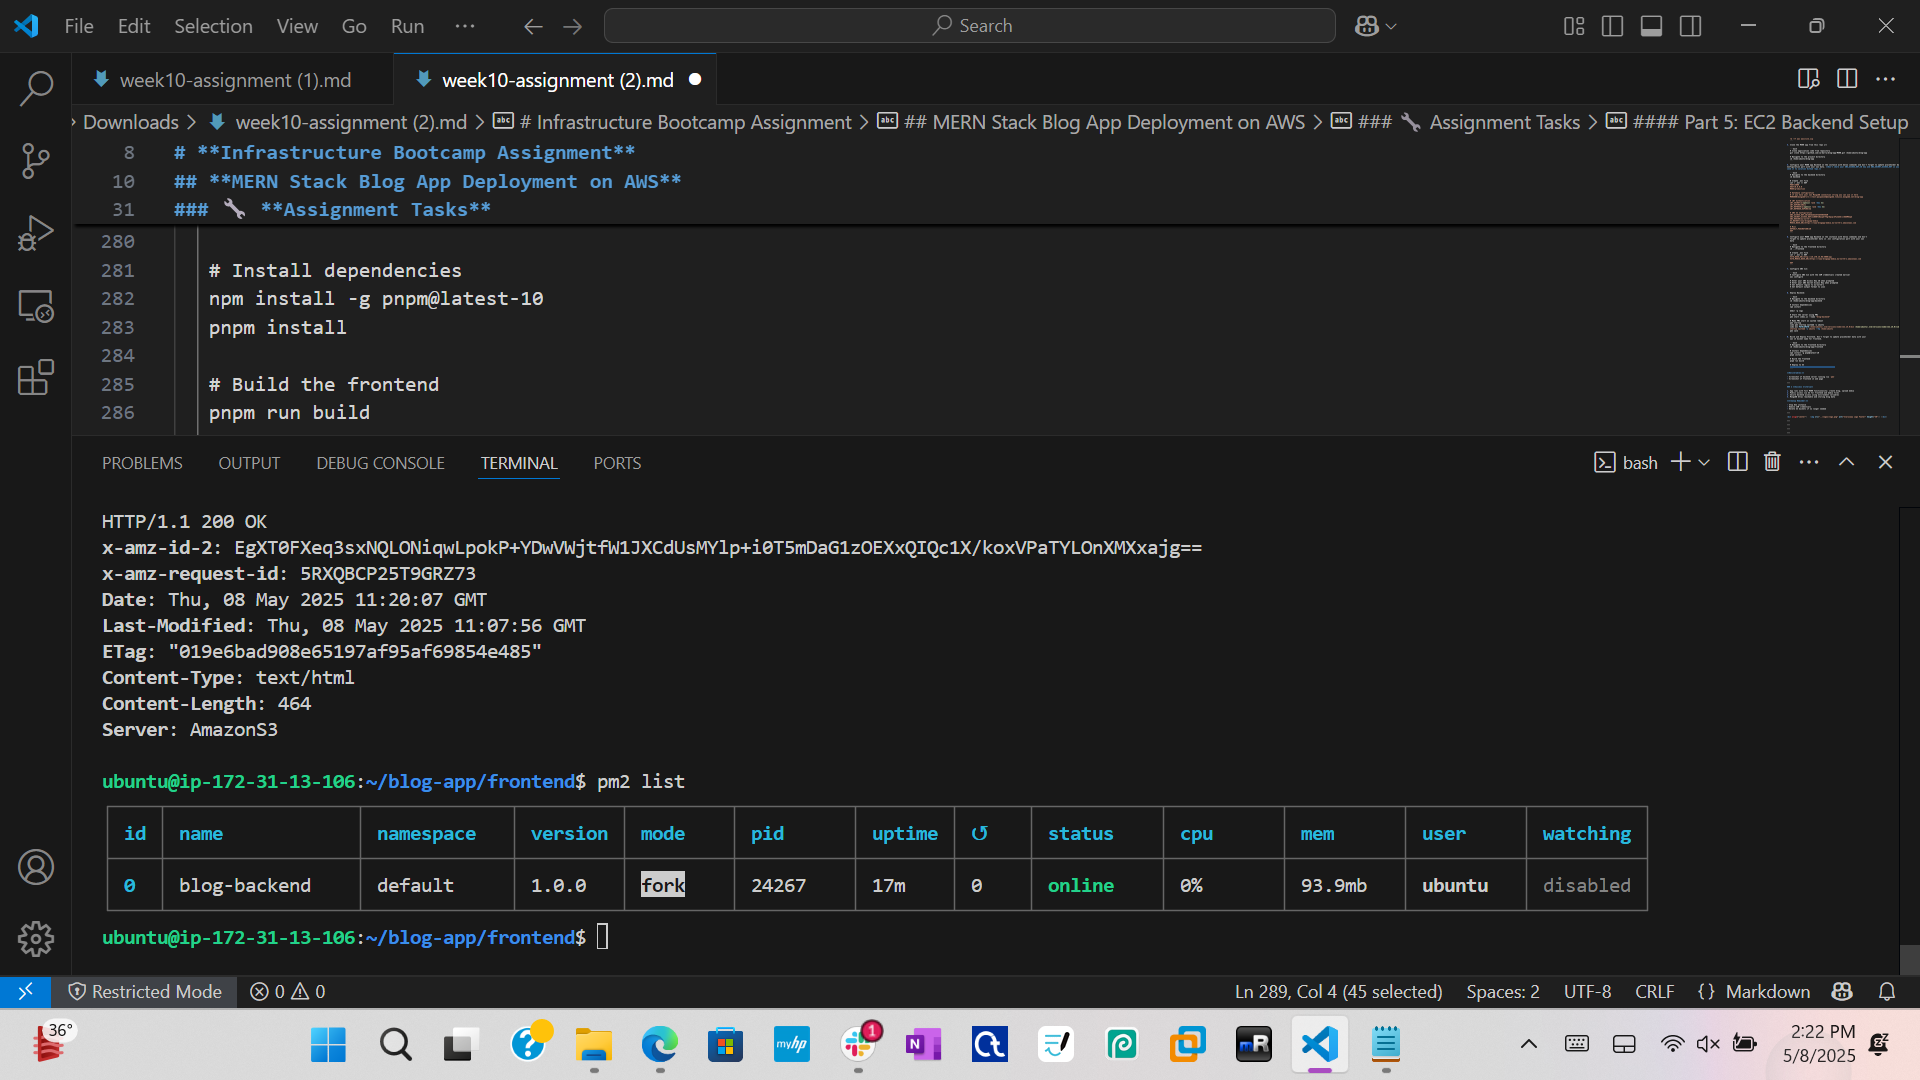 File Edit Selection View Go Run ··· Search
week10-assignment (1).md week10-assignment (2).md
Downloads > week10-assignment (2).md > # Infrastructure Bootcamp Assignment > ## MERN Stack Blog App Deployment on AWS > ### 🔧 Assignment Tasks > #### Part 5: EC2 Backend Setup
8 # **Infrastructure Bootcamp Assignment**
10 ## **MERN Stack Blog App Deployment on AWS**
31 ### 🔧 **Assignment Tasks**
280
281 # Install dependencies
282 npm install -g pnpm@latest-10
283 pnpm install
284
285 # Build the frontend
286 pnpm run build
PROBLEMS OUTPUT DEBUG CONSOLE TERMINAL PORTS bash
HTTP/1.1 200 OK
x-amz-id-2: EgXT0FXeq3sxNQLONiqwLpokP+YDwVWjtfW1JXCdUsMYlp+i0T5mDaG1zOEXxQIQc1X/koxVPaTYLOnXMXxajg==
x-amz-request-id: 5RXQBCP25T9GRZ73
Date: Thu, 08 May 2025 11:20:07 GMT
Last-Modified: Thu, 08 May 2025 11:07:56 GMT
ETag: "019e6bad908e65197af95af69854e485"
Content-Type: text/html
Content-Length: 464
Server: AmazonS3
ubuntu@ip-172-31-13-106:~/blog-app/frontend$ pm2 list
id name namespace version mode pid uptime ↺ status cpu mem user watching
0 blog-backend default 1.0.0 fork 24267 17m 0 online 0% 93.9mb ubuntu disabled
ubuntu@ip-172-31-13-106:~/blog-app/frontend$
Restricted Mode 0 0 Ln 289, Col 4 (45 selected) Spaces: 2 UTF-8 CRLF {} Markdown
36° myhp 1 N mR 2:22 PM
5/8/2025